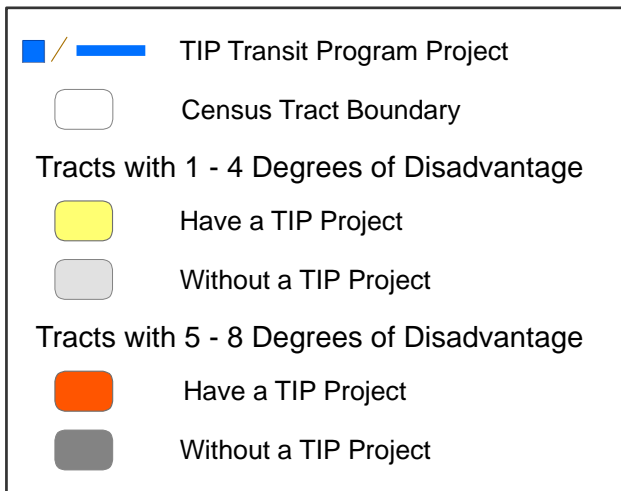 TIP Transit Program Project
Census Tract Boundary
Tracts with 1 - 4 Degrees of Disadvantage
Have a TIP Project
Without a TIP Project
Tracts with 5 - 8 Degrees of Disadvantage
Have a TIP Project
Without a TIP Project